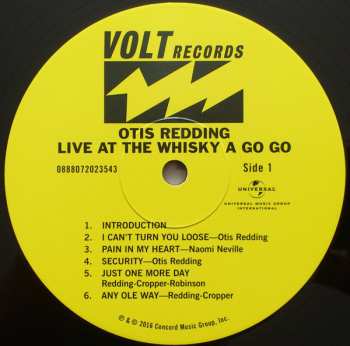 VOLT RECORDS
OTIS REDDING
LIVE AT THE WHISKY A GO GO
0888072023543
Side 1
UNIVERSAL
UNIVERSAL MUSIC GROUP
INTERNATIONAL
1. INTRODUCTION
2. I CAN'T TURN YOU LOOSE—Otis Redding
3. PAIN IN MY HEART—Naomi Neville
4. SECURITY—Otis Redding
5. JUST ONE MORE DAY
Redding-Cropper-Robinson
6. ANY OLE WAY—Redding-Cropper
℗ & © 2016 Concord Music Group, Inc.